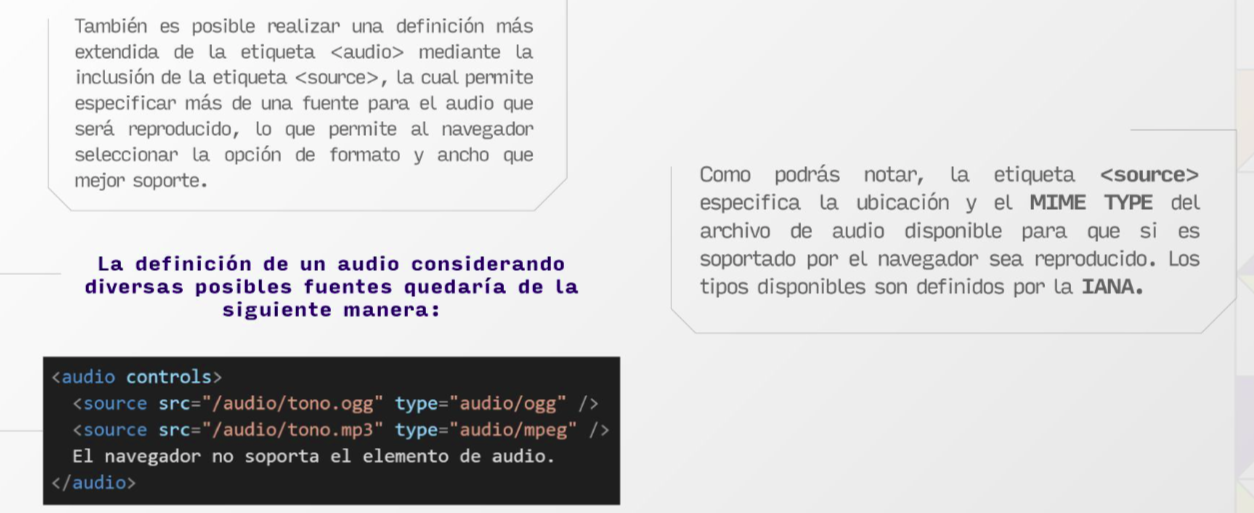 También es posible realizar una definición más
extendida de la etiqueta <audio> mediante la
inclusión de la etiqueta <source>, la cual permite
especificar más de una fuente para el audio que
será reproducido, lo que permite al navegador
seleccionar la opción de formato y ancho que
mejor soporte.
La definición de un audio considerando
diversas posibles fuentes quedaría de la
siguiente manera:
<audio controls>
  <source src="/audio/tono.ogg" type="audio/ogg" />
  <source src="/audio/tono.mp3" type="audio/mpeg" />
  El navegador no soporta el elemento de audio.
</audio>
Como podrás notar, la etiqueta <source>
especifica la ubicación y el MIME TYPE del
archivo de audio disponible para que si es
soportado por el navegador sea reproducido. Los
tipos disponibles son definidos por la IANA.